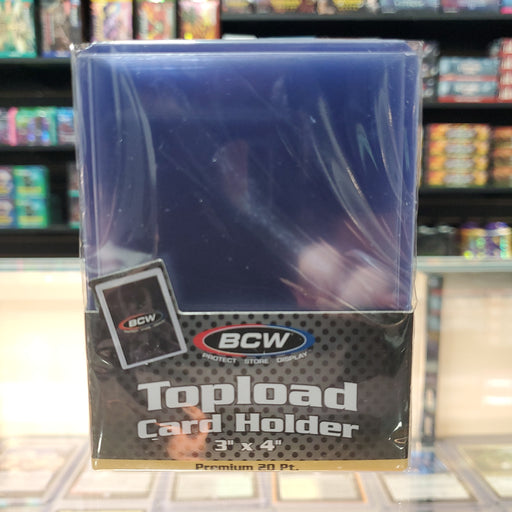 BCW
BCW
PROTECT STORE DISPLAY
Topload
Card Holder
3" x 4"
Premium 20 Pt.